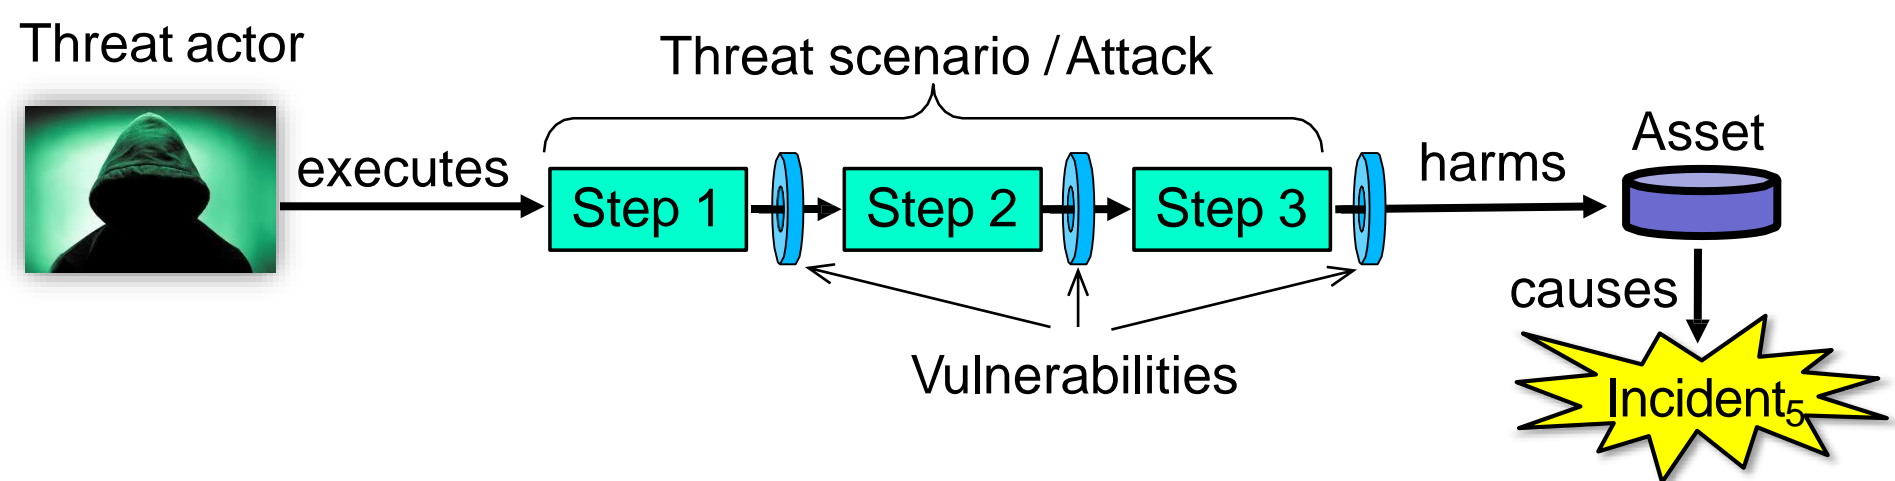 Threat actor
Threat scenario / Attack
executes
Step 1
Step 2
Step 3
harms
Asset
causes
Vulnerabilities
Incident5